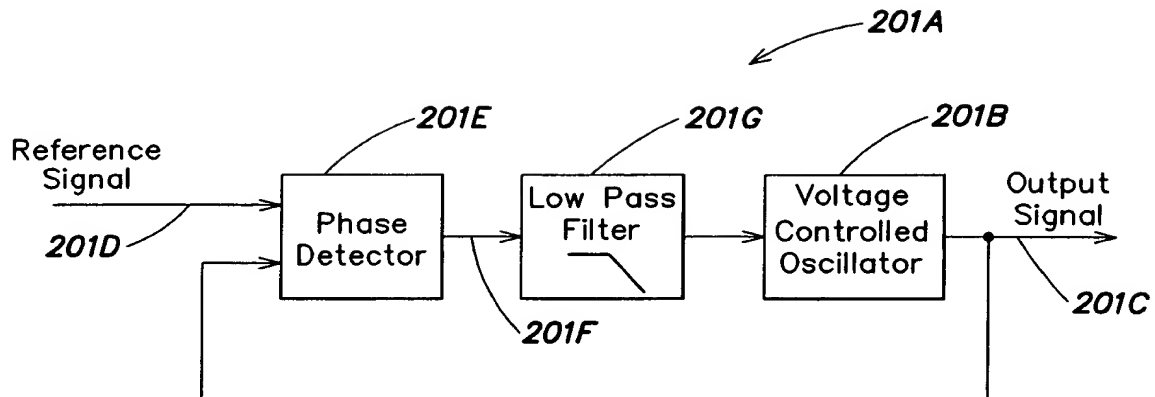 201A
201E
201G
201B
Reference
Signal
201D
Phase
Detector
201F
Low Pass
Filter
Voltage
Controlled
Oscillator
Output
Signal
201C